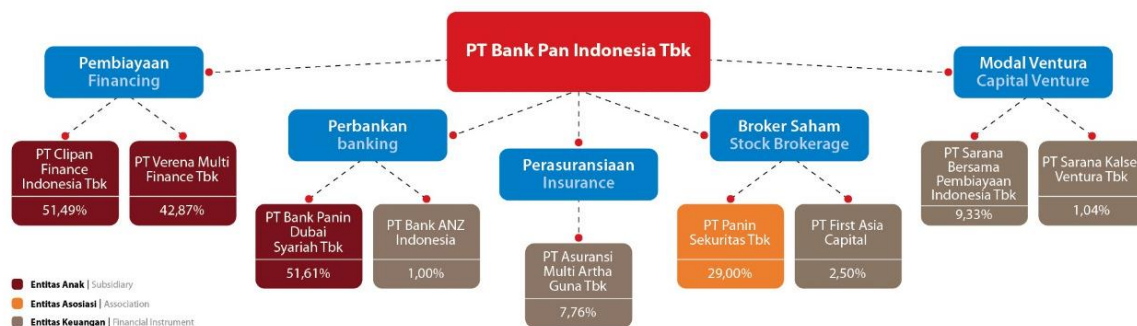 PT Bank Pan Indonesia Tbk
Pembiayaan
Financing
Modal Ventura
Capital Venture
Perbankan
banking
Broker Saham
Stock Brokerage
Perasuransiaan
Insurance
PT Clipan
Finance
Indonesia Tbk
51,49%
PT Verena Multi
Finance Tbk
42,87%
PT Bank Panin
Dubai
Syariah Tbk
51,61%
PT Bank ANZ
Indonesia
1,00%
PT Asuransi
Multi Artha
Guna Tbk
7,76%
PT Panin
Sekuritas Tbk
29,00%
PT First Asia
Capital
2,50%
PT Sarana
Bersama
Pembiayaan
Indonesia Tbk
9,33%
PT Sarana Kalsel
Ventura Tbk
1,04%
Entitas Anak | Subsidiary
Entitas Asosiasi | Association
Entitas Keuangan | Financial Instrument